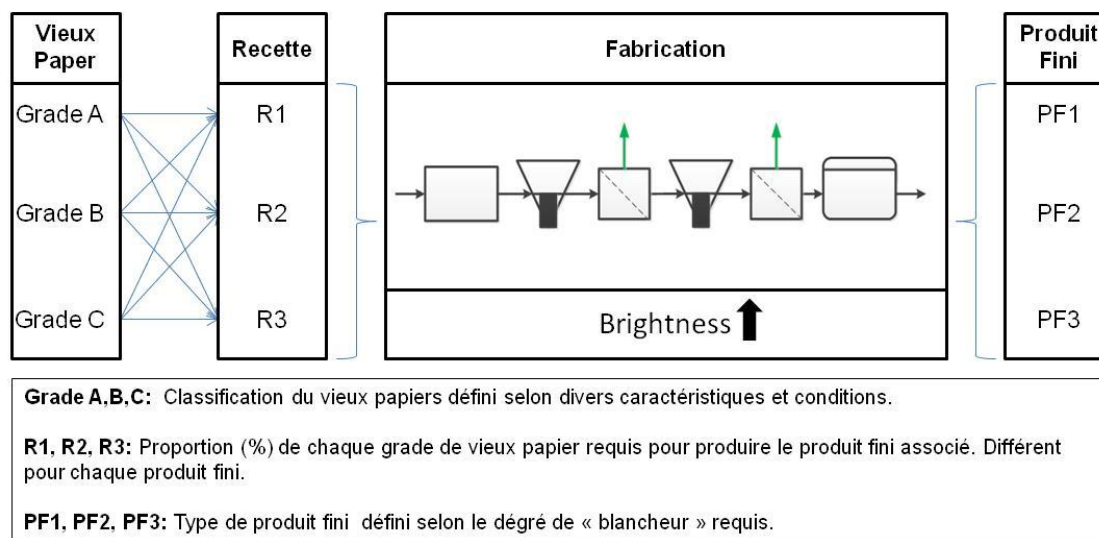 Vieux
Paper
Recette
Fabrication
Produit
Fini
Grade A
R1
PF1
Grade B
R2
PF2
Grade C
R3
Brightness
PF3
Grade A,B,C: Classification du vieux papiers défini selon divers caractéristiques et conditions.
R1, R2, R3: Proportion (%) de chaque grade de vieux papier requis pour produire le produit fini associé. Différent
pour chaque produit fini.
PF1, PF2, PF3: Type de produit fini défini selon le dégré de « blancheur » requis.